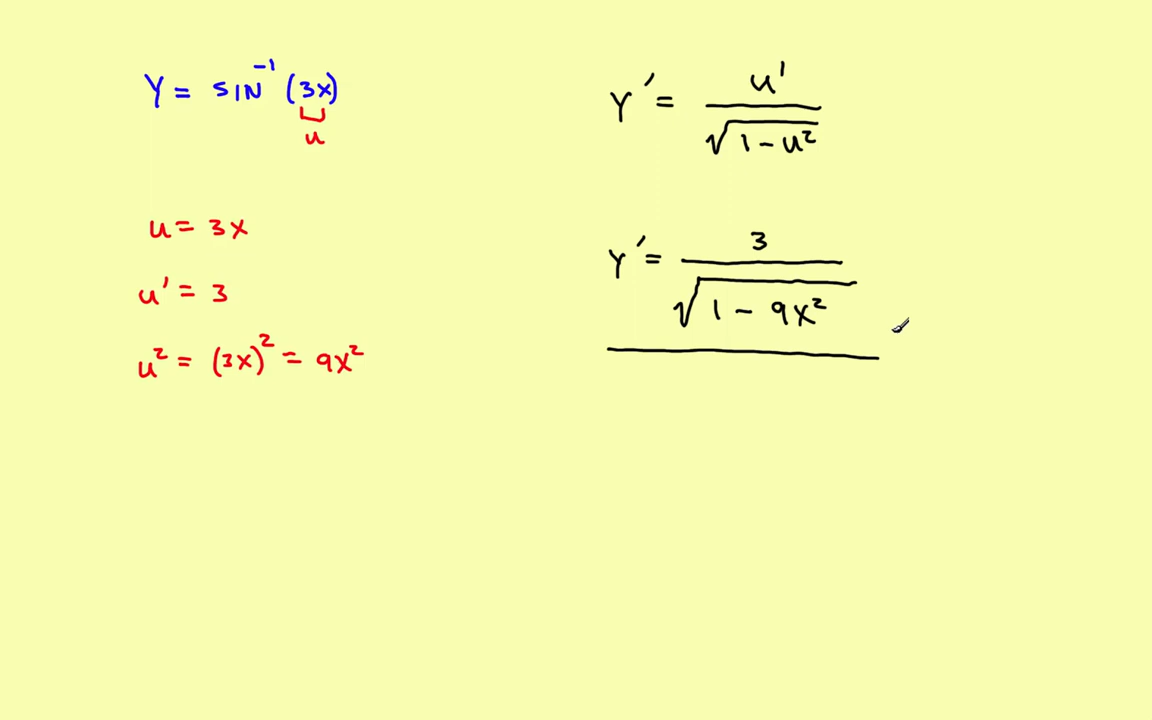 Y = SIN⁻¹ (3x)
u
u = 3x
u' = 3
u² = (3x)² = 9x²
Y' = u' / √(1 - u²)
Y' = 3 / √(1 - 9x²)